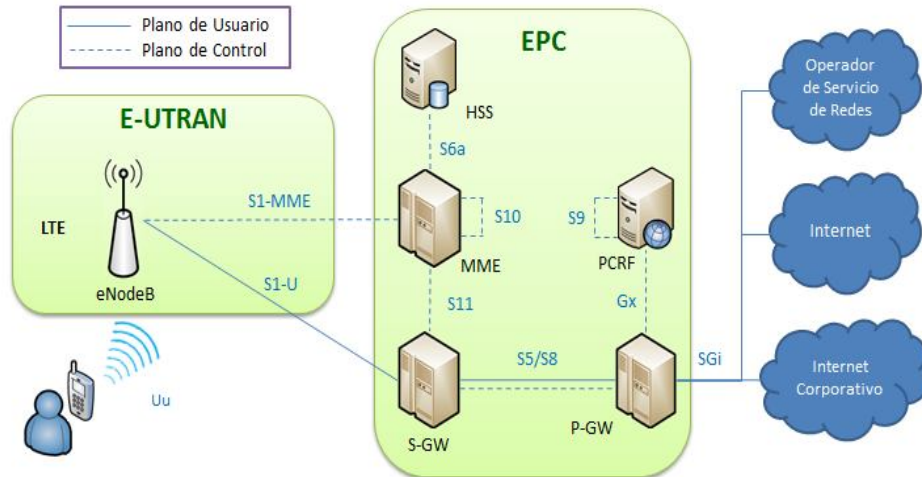 Plano de Usuario
Plano de Control
EPC
HSS
E-UTRAN
S6a
LTE
S1-MME
S10
S9
MME
PCRF
eNodeB
S1-U
S11
Gx
Uu
S5/S8
SGi
S-GW
P-GW
Operador
de Servicio
de Redes
Internet
Internet
Corporativo